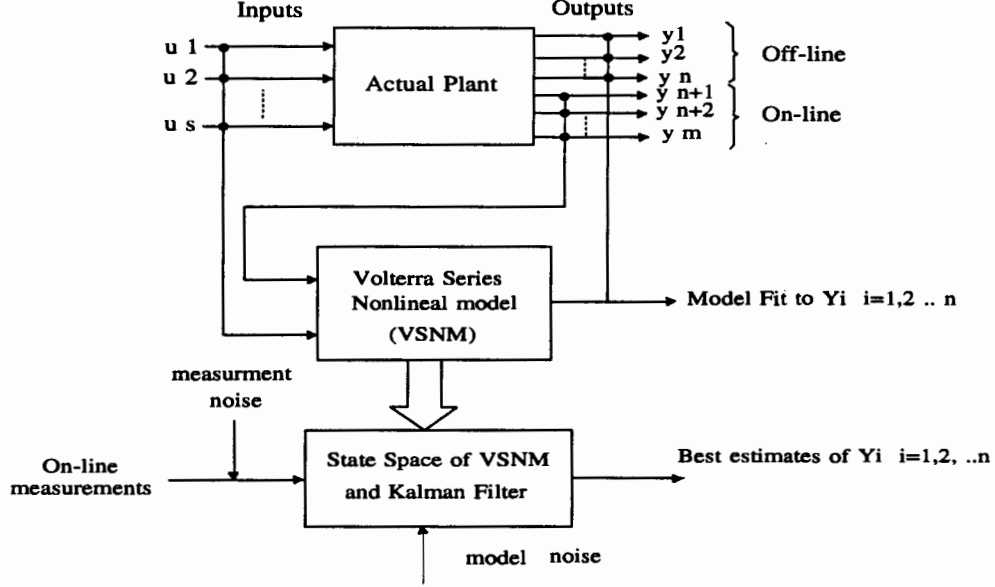 Inputs
Outputs
u 1
u 2
u s
Actual Plant
y1
y2
y n
y n+1
y n+2
y m
Off-line
On-line
Volterra Series
Nonlineal model
(VSNM)
Model Fit to Yi i=1,2 .. n
measurment
noise
On-line
measurements
State Space of VSNM
and Kalman Filter
Best estimates of Yi i=1,2, ..n
model noise